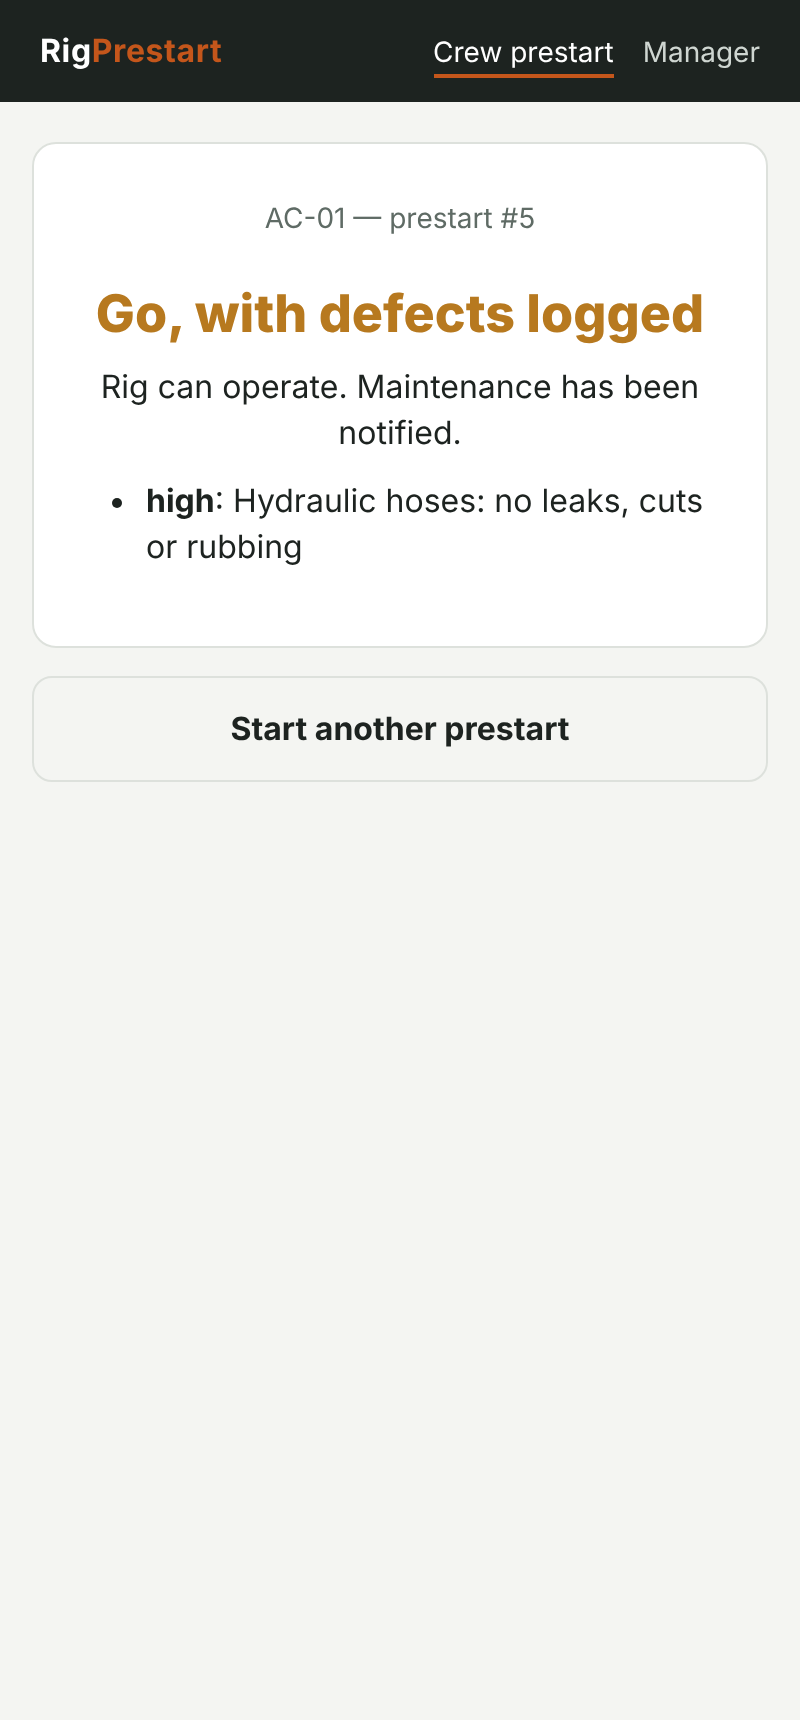 RigPrestart
Crew prestart
Manager
AC-01 — prestart #5
Go, with defects logged
Rig can operate. Maintenance has been
notified.
• high: Hydraulic hoses: no leaks, cuts
or rubbing
Start another prestart